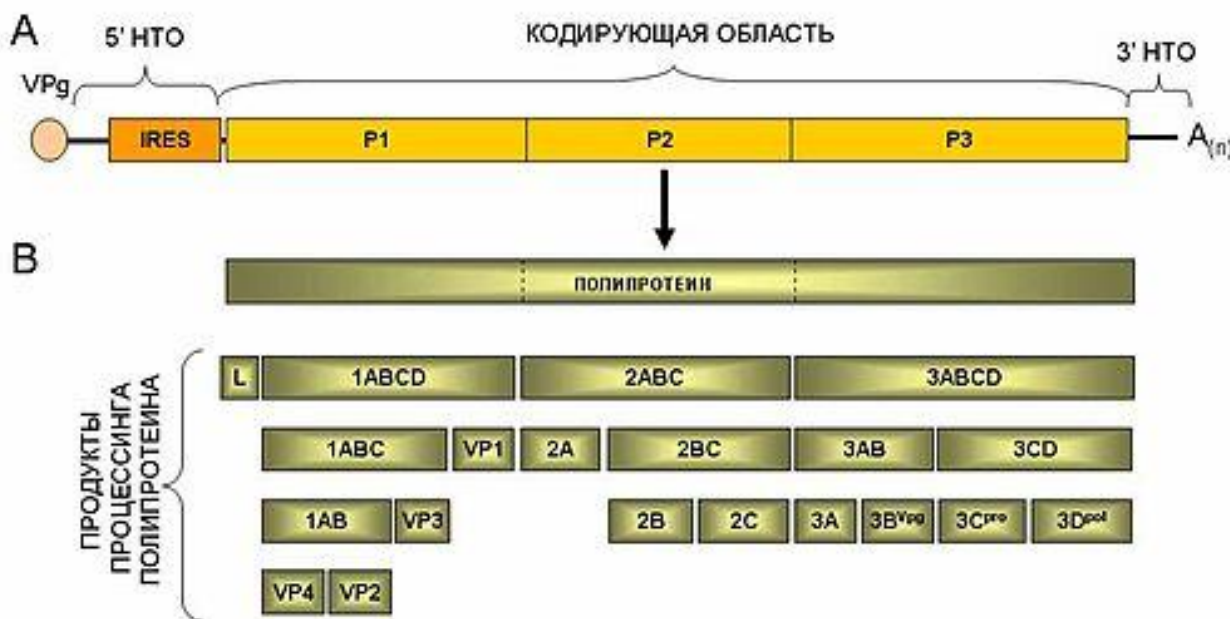 A
5' НТО
КОДИРУЮЩАЯ ОБЛАСТЬ
3' НТО
VPg
IRES
P1
P2
P3
A(n)
B
ПОЛИПРОТЕИН
ПРОДУКТЫ
ПРОЦЕССИНГА
ПОЛИПРОТЕИНА
L
1ABCD
2ABC
3ABCD
1ABC
VP1
2A
2BC
3AB
3CD
1AB
VP3
2B
2C
3A
3BVpg
3Cpro
3Dpol
VP4
VP2